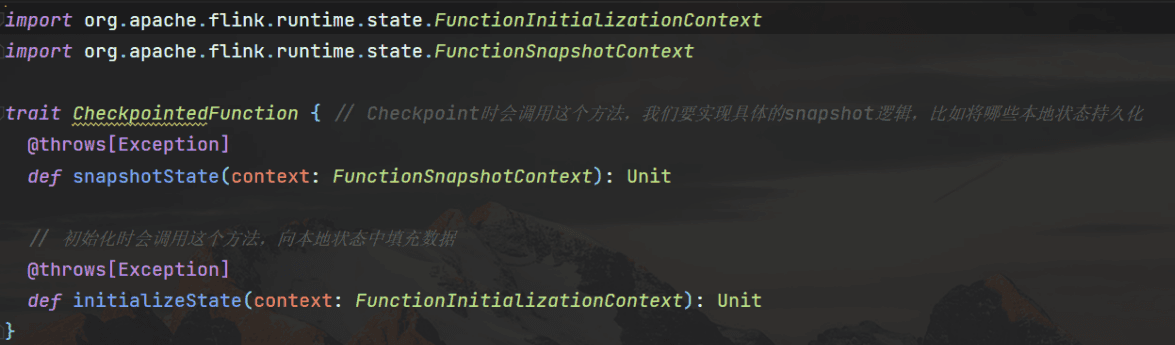 import org.apache.flink.runtime.state.FunctionInitializationContext
import org.apache.flink.runtime.state.FunctionSnapshotContext
trait CheckpointedFunction { // Checkpoint时会调用这个方法，我们要实现具体的snapshot逻辑，比如将哪些本地状态持久化
@throws[Exception]
def snapshotState(context: FunctionSnapshotContext): Unit
// 初始化时会调用这个方法，向本地状态中填充数据
@throws[Exception]
def initializeState(context: FunctionInitializationContext): Unit
}